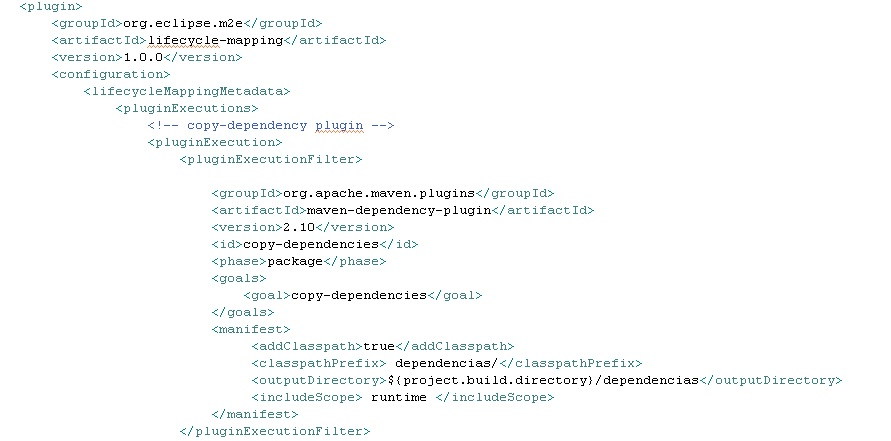 <plugin>
<groupId>org.eclipse.m2e</groupId>
<artifactId>lifecycle-mapping</artifactId>
<version>1.0.0</version>
<configuration>
<lifecycleMappingMetadata>
<pluginExecutions>
<!-- copy-dependency plugin -->
<pluginExecution>
<pluginExecutionFilter>
<groupId>org.apache.maven.plugins</groupId>
<artifactId>maven-dependency-plugin</artifactId>
<version>2.10</version>
<id>copy-dependencies</id>
<phase>package</phase>
<goals>
<goal>copy-dependencies</goal>
</goals>
<manifest>
<addClasspath>true</addClasspath>
<classpathPrefix> dependencias/</classpathPrefix>
<outputDirectory>${project.build.directory}/dependencias</outputDirectory>
<includeScope> runtime </includeScope>
</manifest>
</pluginExecutionFilter>